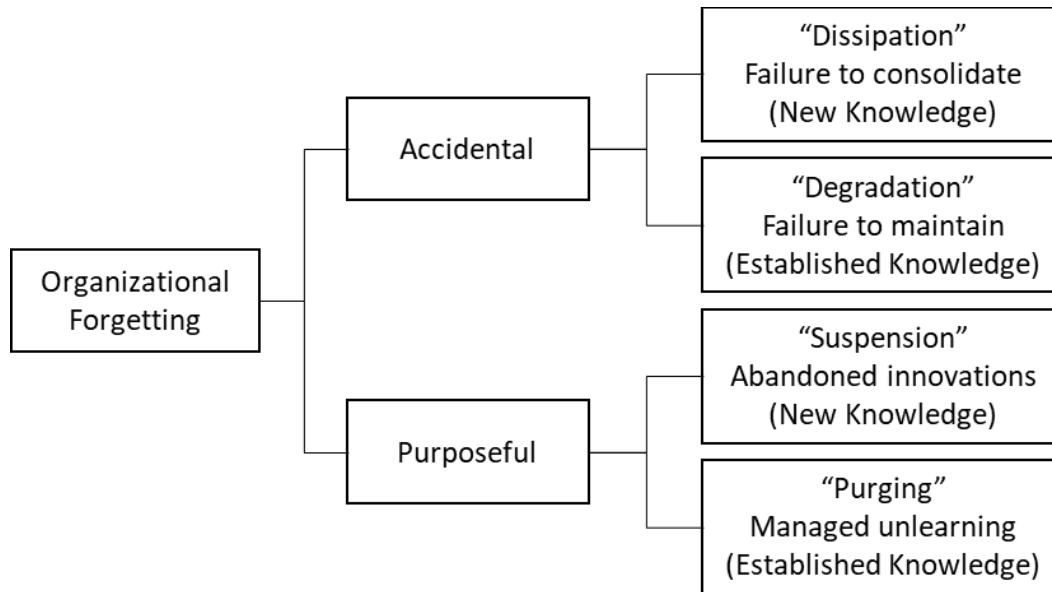 Organizational
Forgetting
Accidental
Purposeful
“Dissipation”
Failure to consolidate
(New Knowledge)
“Degradation”
Failure to maintain
(Established Knowledge)
“Suspension”
Abandoned innovations
(New Knowledge)
“Purging”
Managed unlearning
(Established Knowledge)